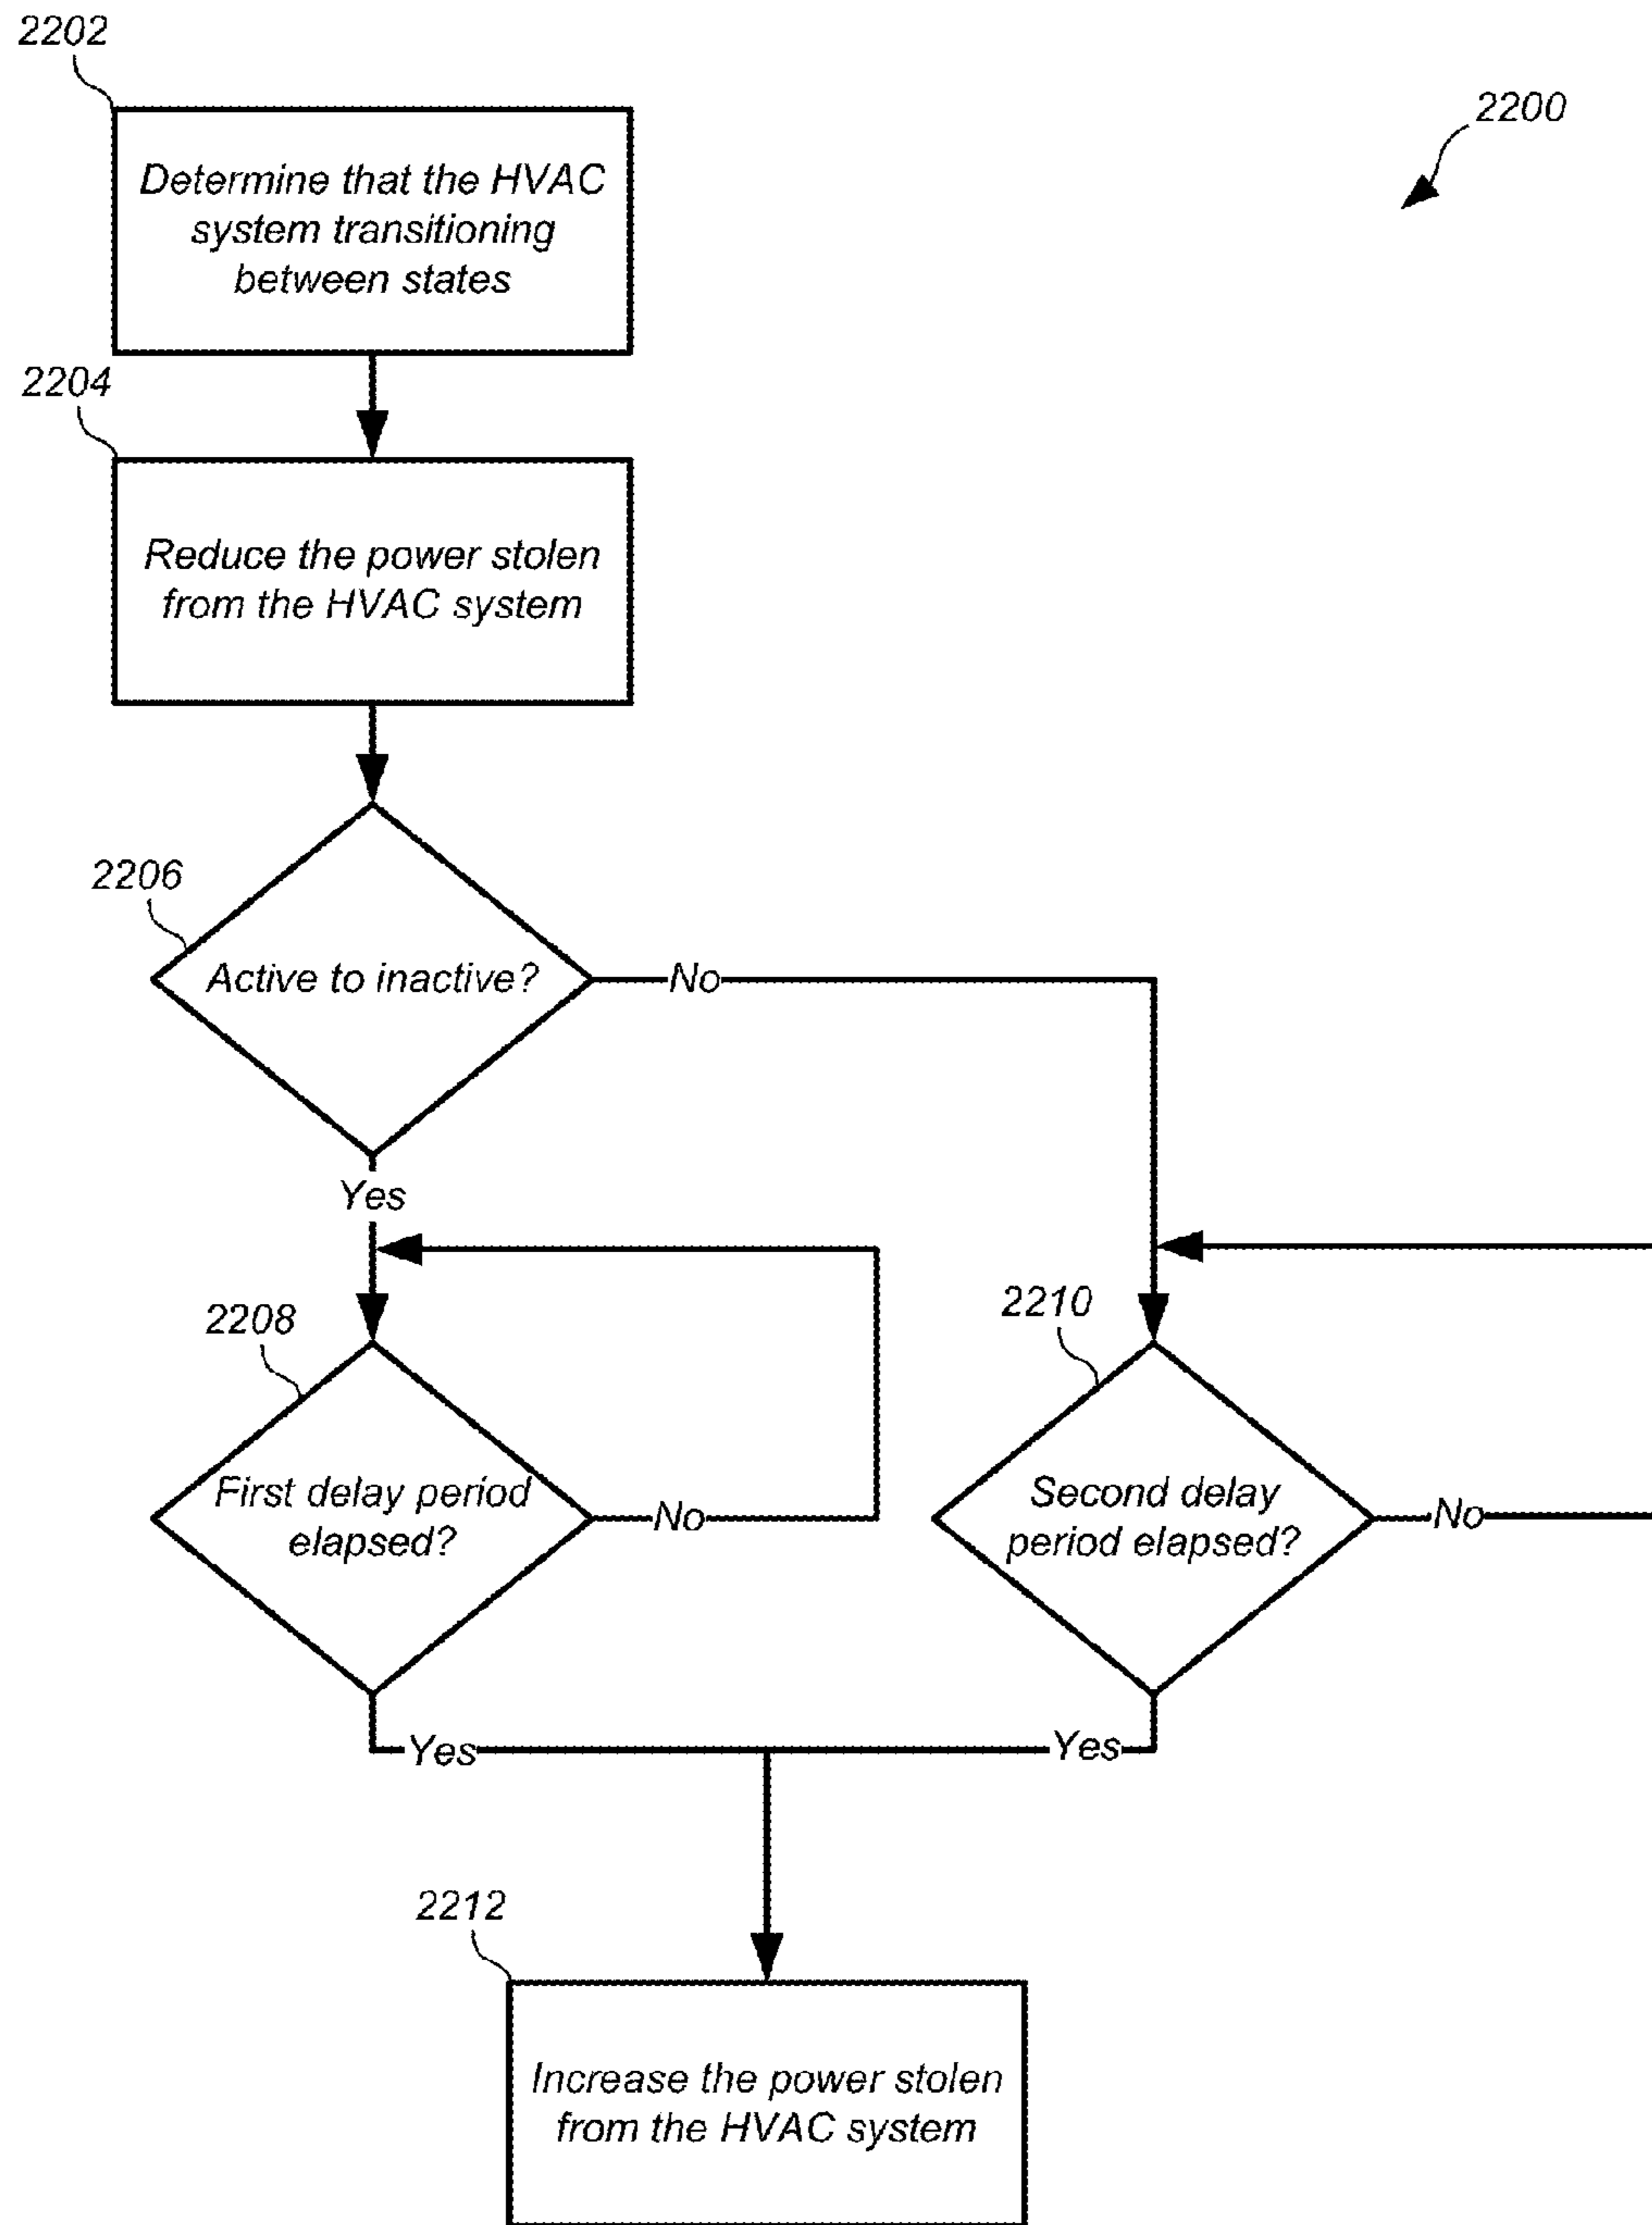 2202
2200
Determine that the HVAC
system transitioning
between states
2204
Reduce the power stolen
from the HVAC system
2206
Active to inactive?
No
Yes
2208
2210
First delay period
elapsed?
No
Second delay
period elapsed?
No
Yes
Yes
2212
Increase the power stolen
from the HVAC system